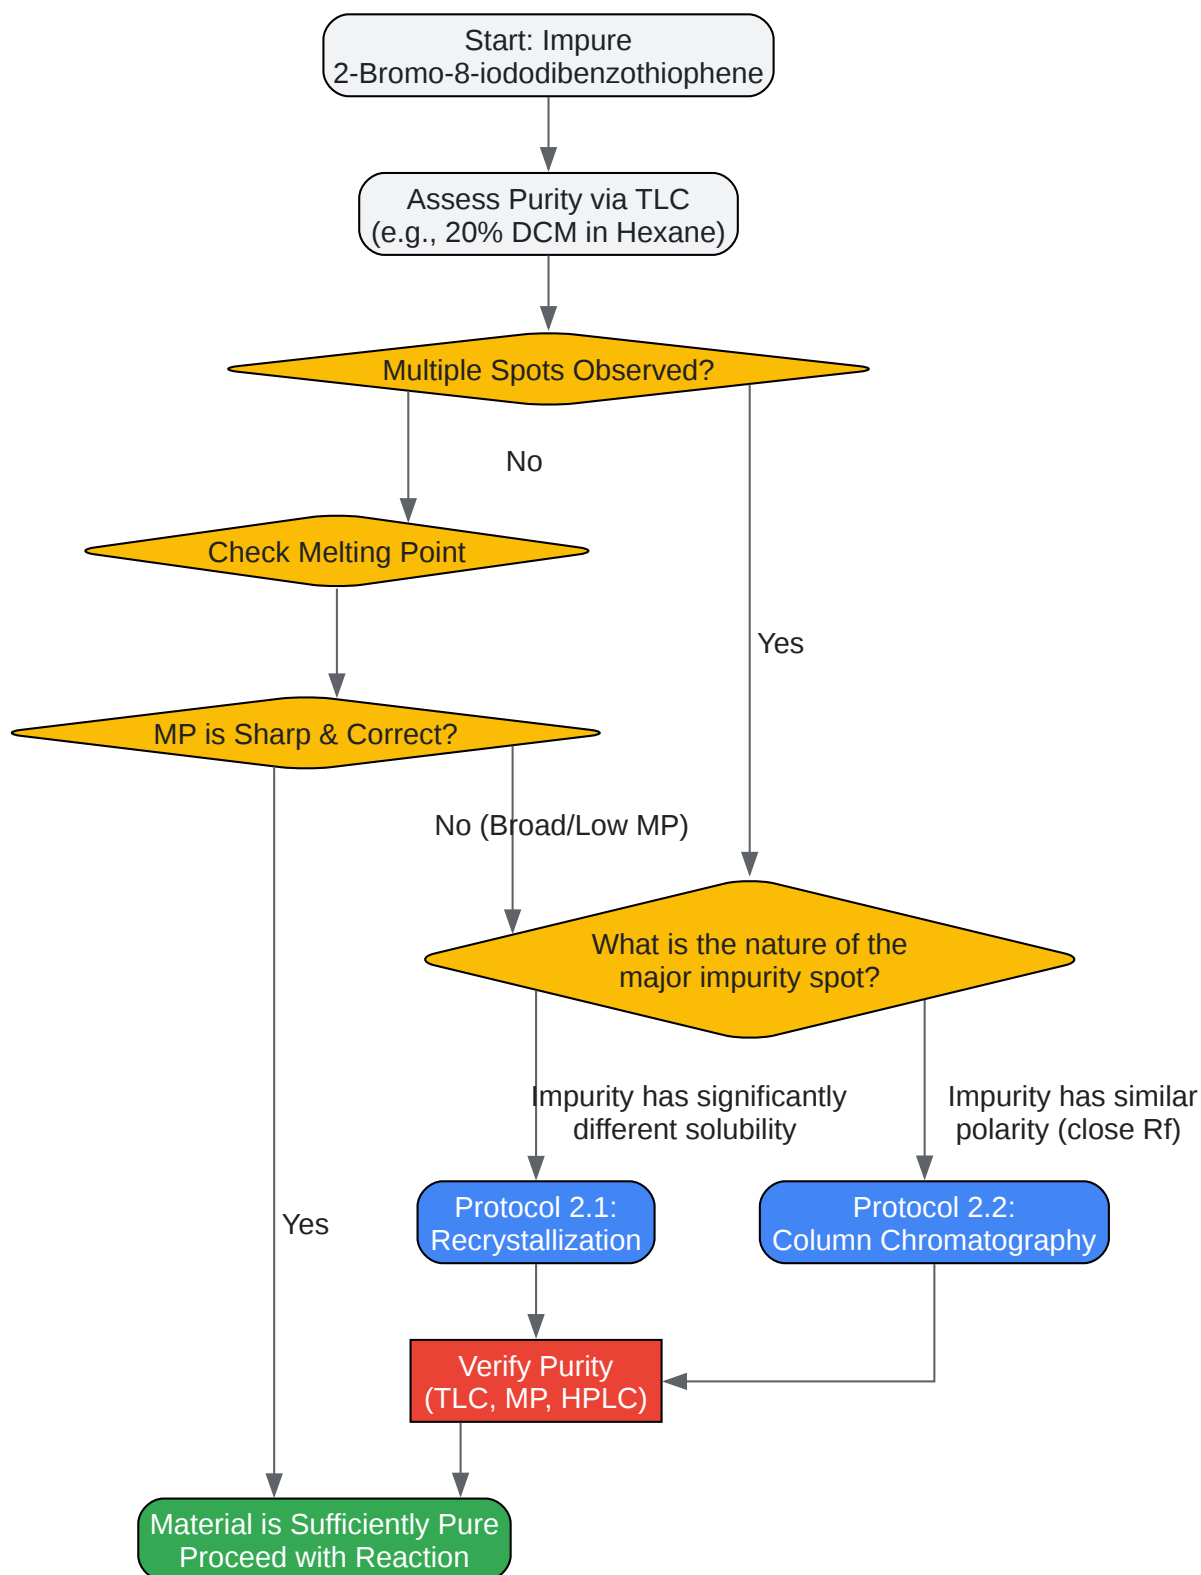 Start: Impure
2-Bromo-8-iododibenzothiophene
Assess Purity via TLC
(e.g., 20% DCM in Hexane)
Multiple Spots Observed?
No
Check Melting Point
Yes
MP is Sharp & Correct?
No (Broad/Low MP)
What is the nature of the
major impurity spot?
Impurity has significantly
different solubility
Impurity has similar
polarity (close Rf)
Yes
Protocol 2.1:
Recrystallization
Protocol 2.2:
Column Chromatography
Verify Purity
(TLC, MP, HPLC)
Material is Sufficiently Pure
Proceed with Reaction